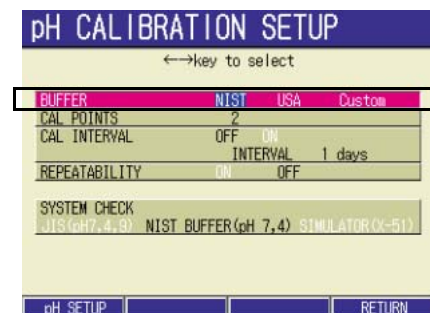 pH CALIBRATION SETUP
←→key to select
BUFFER NIST USA Custom
CAL POINTS 2
CAL INTERVAL OFF ON
INTERVAL 1 days
REPEATABILITY ON OFF
SYSTEM CHECK
JIS(pH7,4,9) NIST BUFFER(pH 7,4) SIMULATOR(X-51)
pH SETUP RETURN